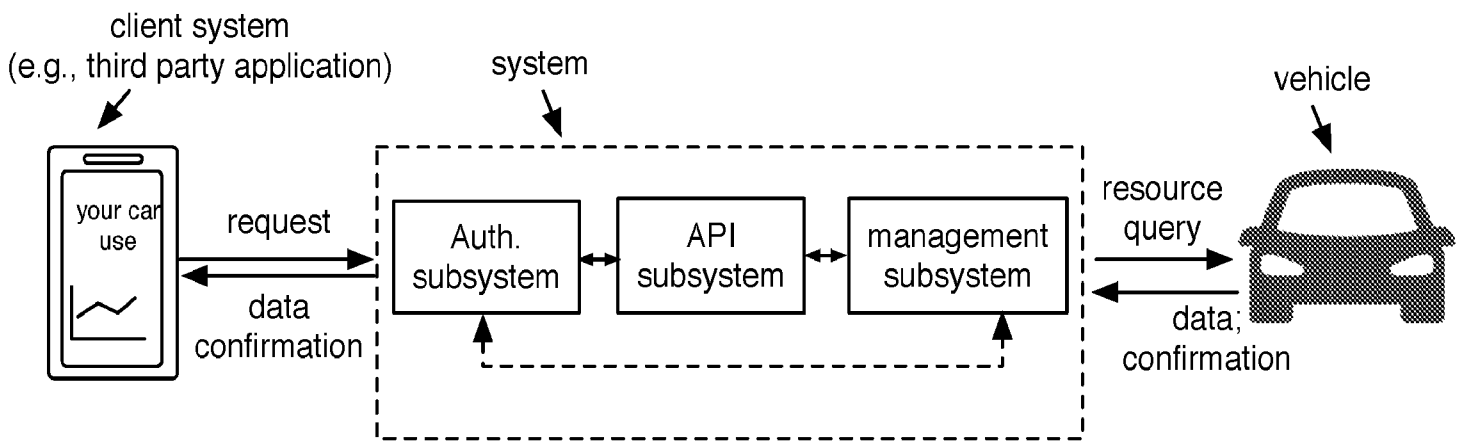 client system
(e.g., third party application)
system
vehicle
your car
use
request
data
confirmation
Auth.
subsystem
API
subsystem
management
subsystem
resource
query
data;
confirmation